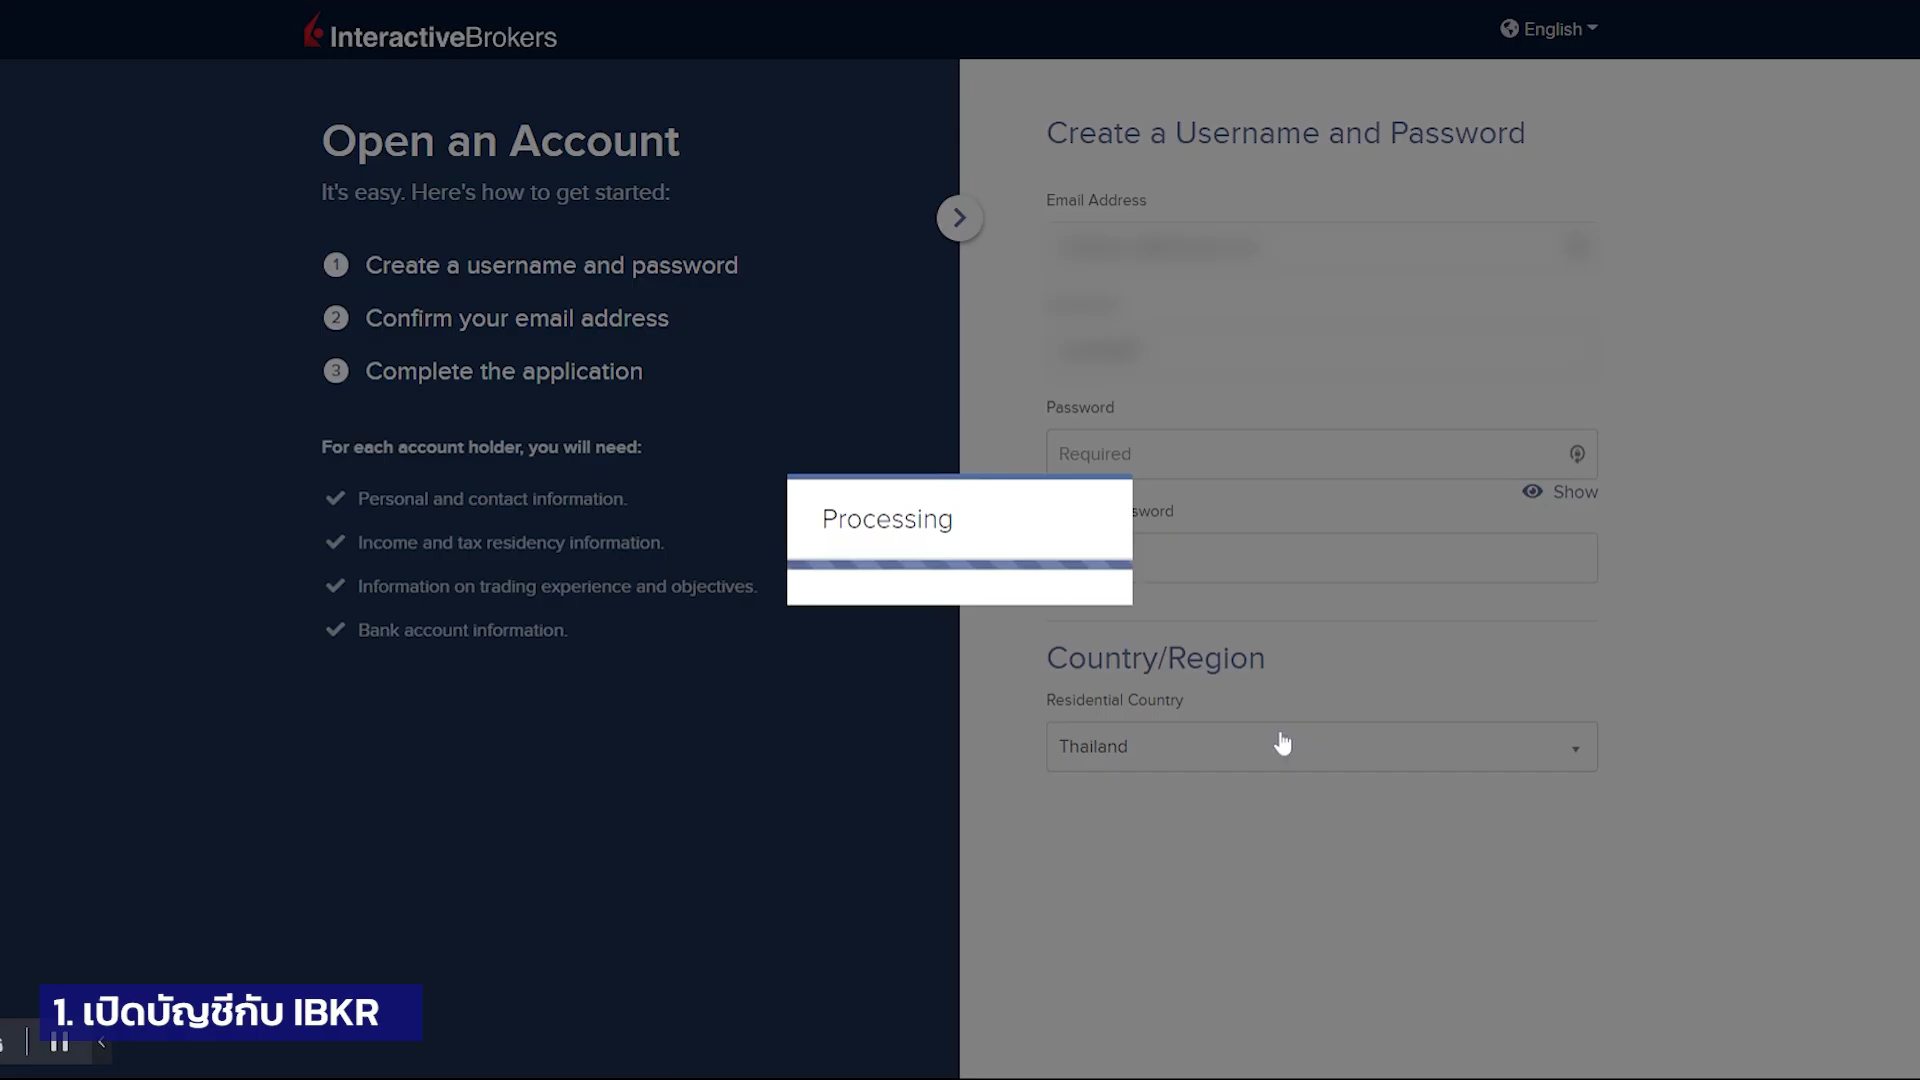 InteractiveBrokers
English
Open an Account
It's easy. Here's how to get started:
1 Create a username and password
2 Confirm your email address
3 Complete the application
For each account holder, you will need:
Personal and contact information.
Income and tax residency information.
Information on trading experience and objectives.
Bank account information.
Create a Username and Password
Email Address
Password
Required
Show
sword
Processing
Country/Region
Residential Country
Thailand
1. เปิดบัญชีกับ IBKR